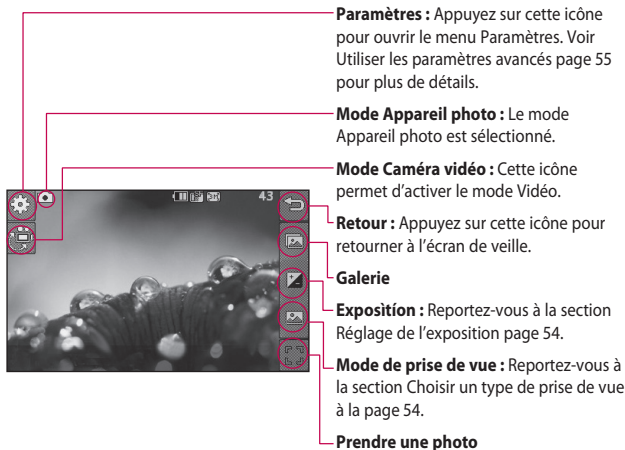 Paramètres : Appuyez sur cette icône
pour ouvrir le menu Paramètres. Voir
Utiliser les paramètres avancés page 55
pour plus de détails.
Mode Appareil photo : Le mode
Appareil photo est sélectionné.
Mode Caméra vidéo : Cette icône
permet d’activer le mode Vidéo.
43
Retour : Appuyez sur cette icône pour
retourner à l’écran de veille.
Galerie
Exposìtíon : Reportez-vous à la section
Réglage de l’exposition page 54.
Mode de prise de vue : Reportez-vous à
la section Choisir un type de prise de vue
à la page 54.
Prendre une photo